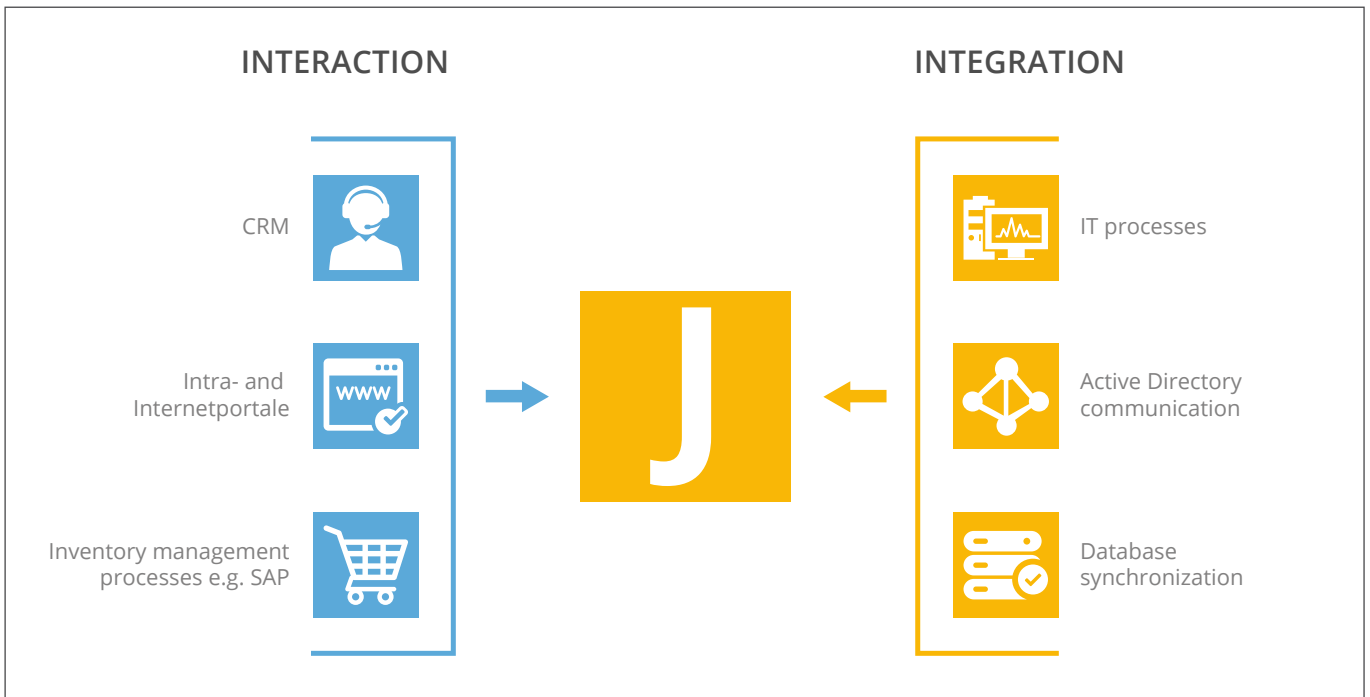 INTERACTION
INTEGRATION
CRM
Intra- and
Internetportale
www
Inventory management
processes e.g. SAP
J
IT processes
Active Directory
communication
Database
synchronization